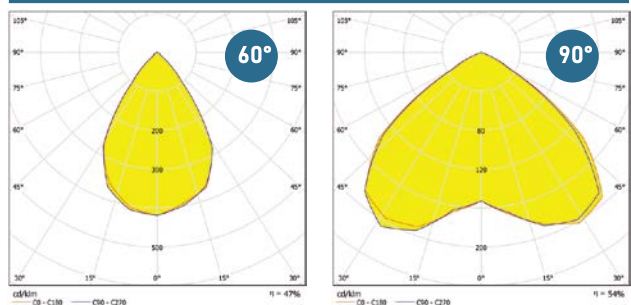 105° 105°
90° 60° 90°
75° 75°
60° 200 60°
300
45° 45°
500
30° 15° 0° 15° 30°
cd/klm η = 47%
C0 - C180 C90 - C270
105° 105°
90° 90° 90°
75° 75°
60° 80 60°
120
45° 45°
200
30° 15° 0° 15° 30°
cd/klm η = 54%
C0 - C180 C90 - C270